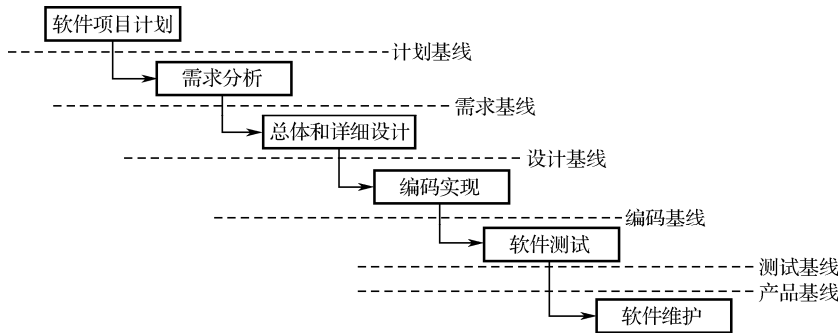 软件项目计划
计划基线
需求分析
需求基线
总体和详细设计
设计基线
编码实现
编码基线
软件测试
测试基线
产品基线
软件维护